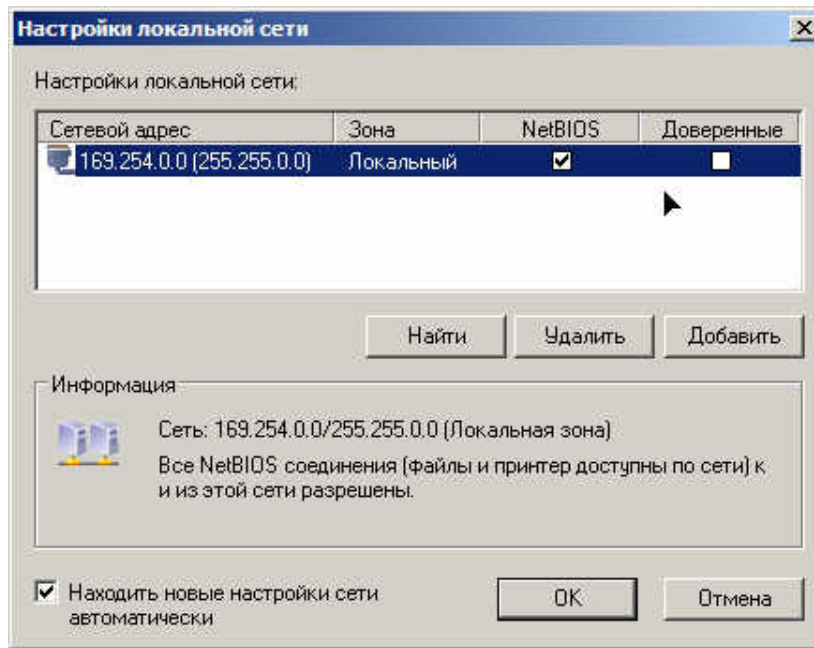 Настройки локальной сети
Настройки локальной сети:
Сетевой адрес Зона NetBIOS Доверенные
169.254.0.0 (255.255.0.0) Локальный
Найти Удалить Добавить
Информация
Сеть: 169.254.0.0/255.255.0.0 (Локальная зона)
Все NetBIOS соединения (файлы и принтер доступны по сети) к
и из этой сети разрешены.
Находить новые настройки сети
автоматически
OK Отмена